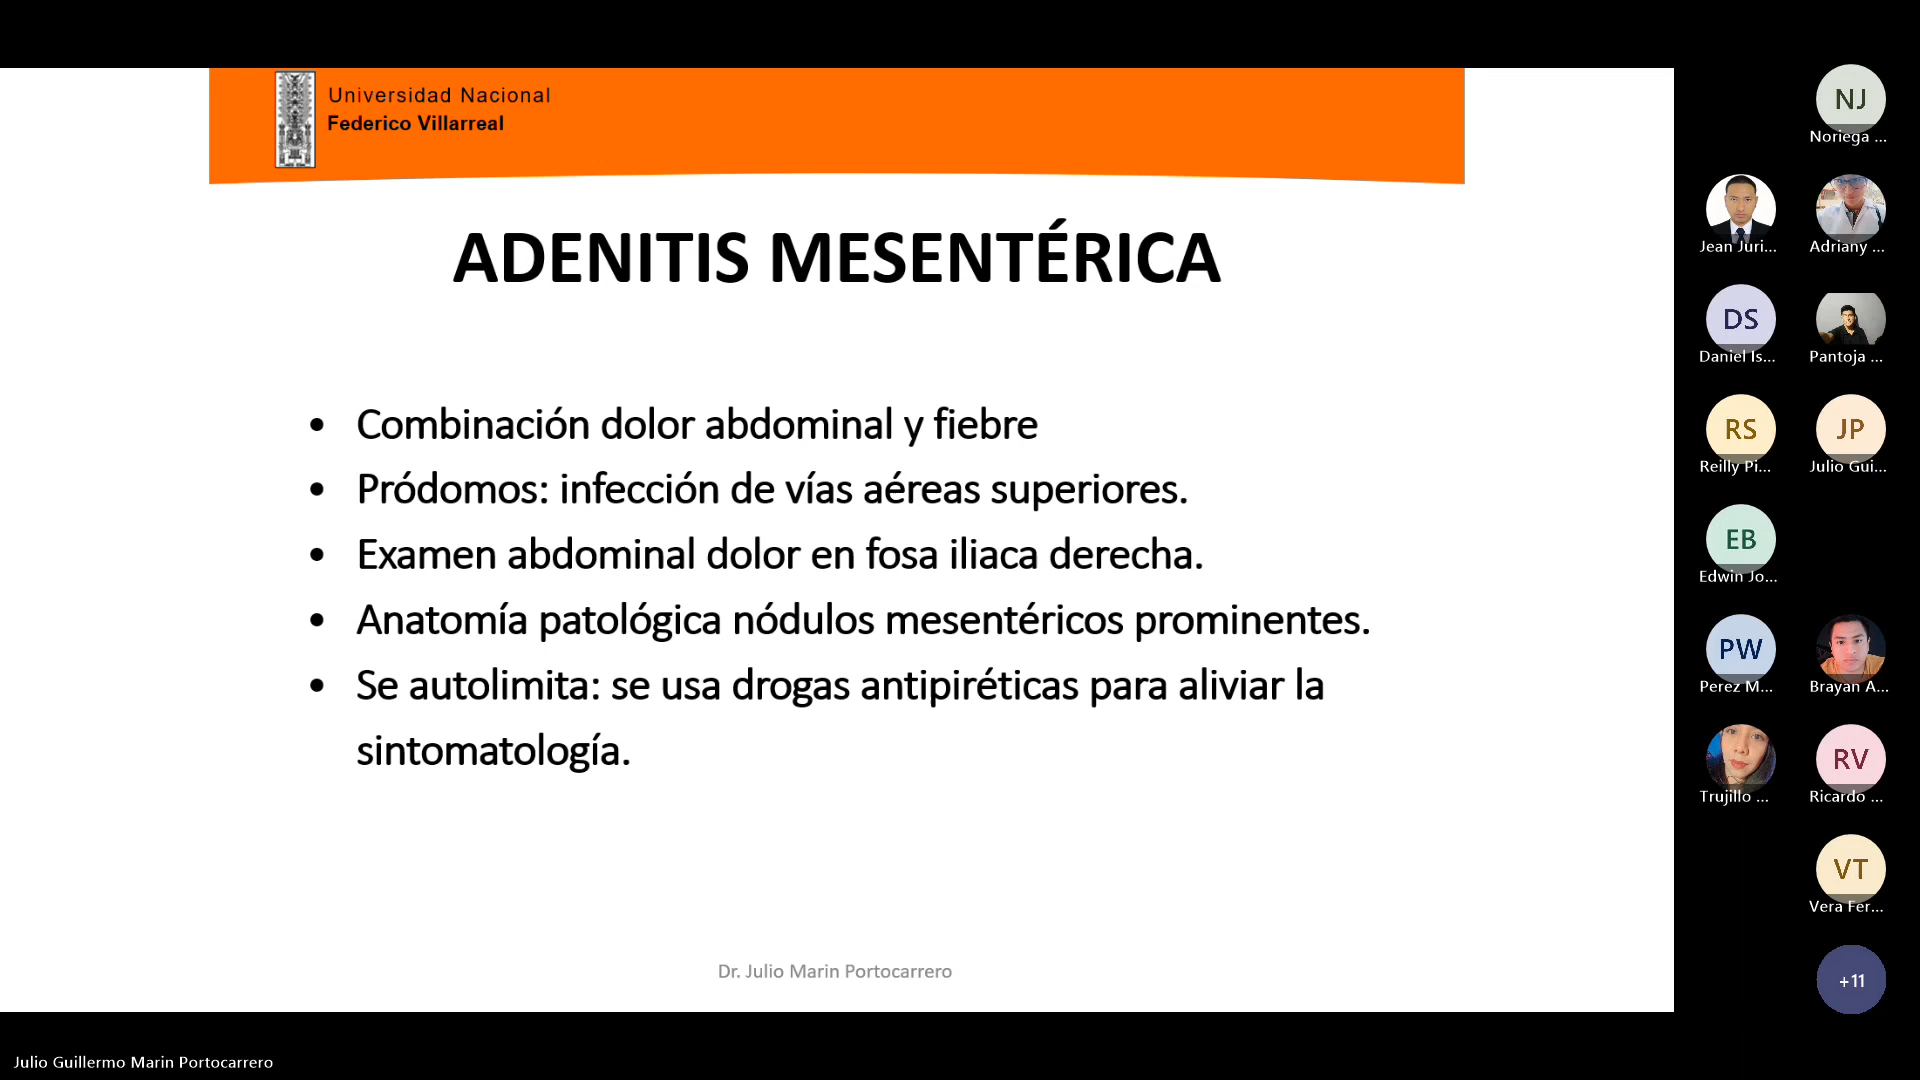 Universidad Nacional
Federico Villarreal
ADENITIS MESENTÉRICA
• Combinación dolor abdominal y fiebre
• Pródomos: infección de vías aéreas superiores.
• Examen abdominal dolor en fosa iliaca derecha.
• Anatomía patológica nódulos mesentéricos prominentes.
• Se autolimita: se usa drogas antipiréticas para aliviar la
sintomatología.
Dr. Julio Marin Portocarrero
Julio Guillermo Marin Portocarrero
NJ
Noriega ...
Jean Juri...
Adriany ...
DS
Daniel Is...
Pantoja ...
RS
Reilly Pi...
JP
Julio Gui...
EB
Edwin Jo...
PW
Perez M...
Brayan A...
Trujillo ...
RV
Ricardo ...
VT
Vera Fer...
+11